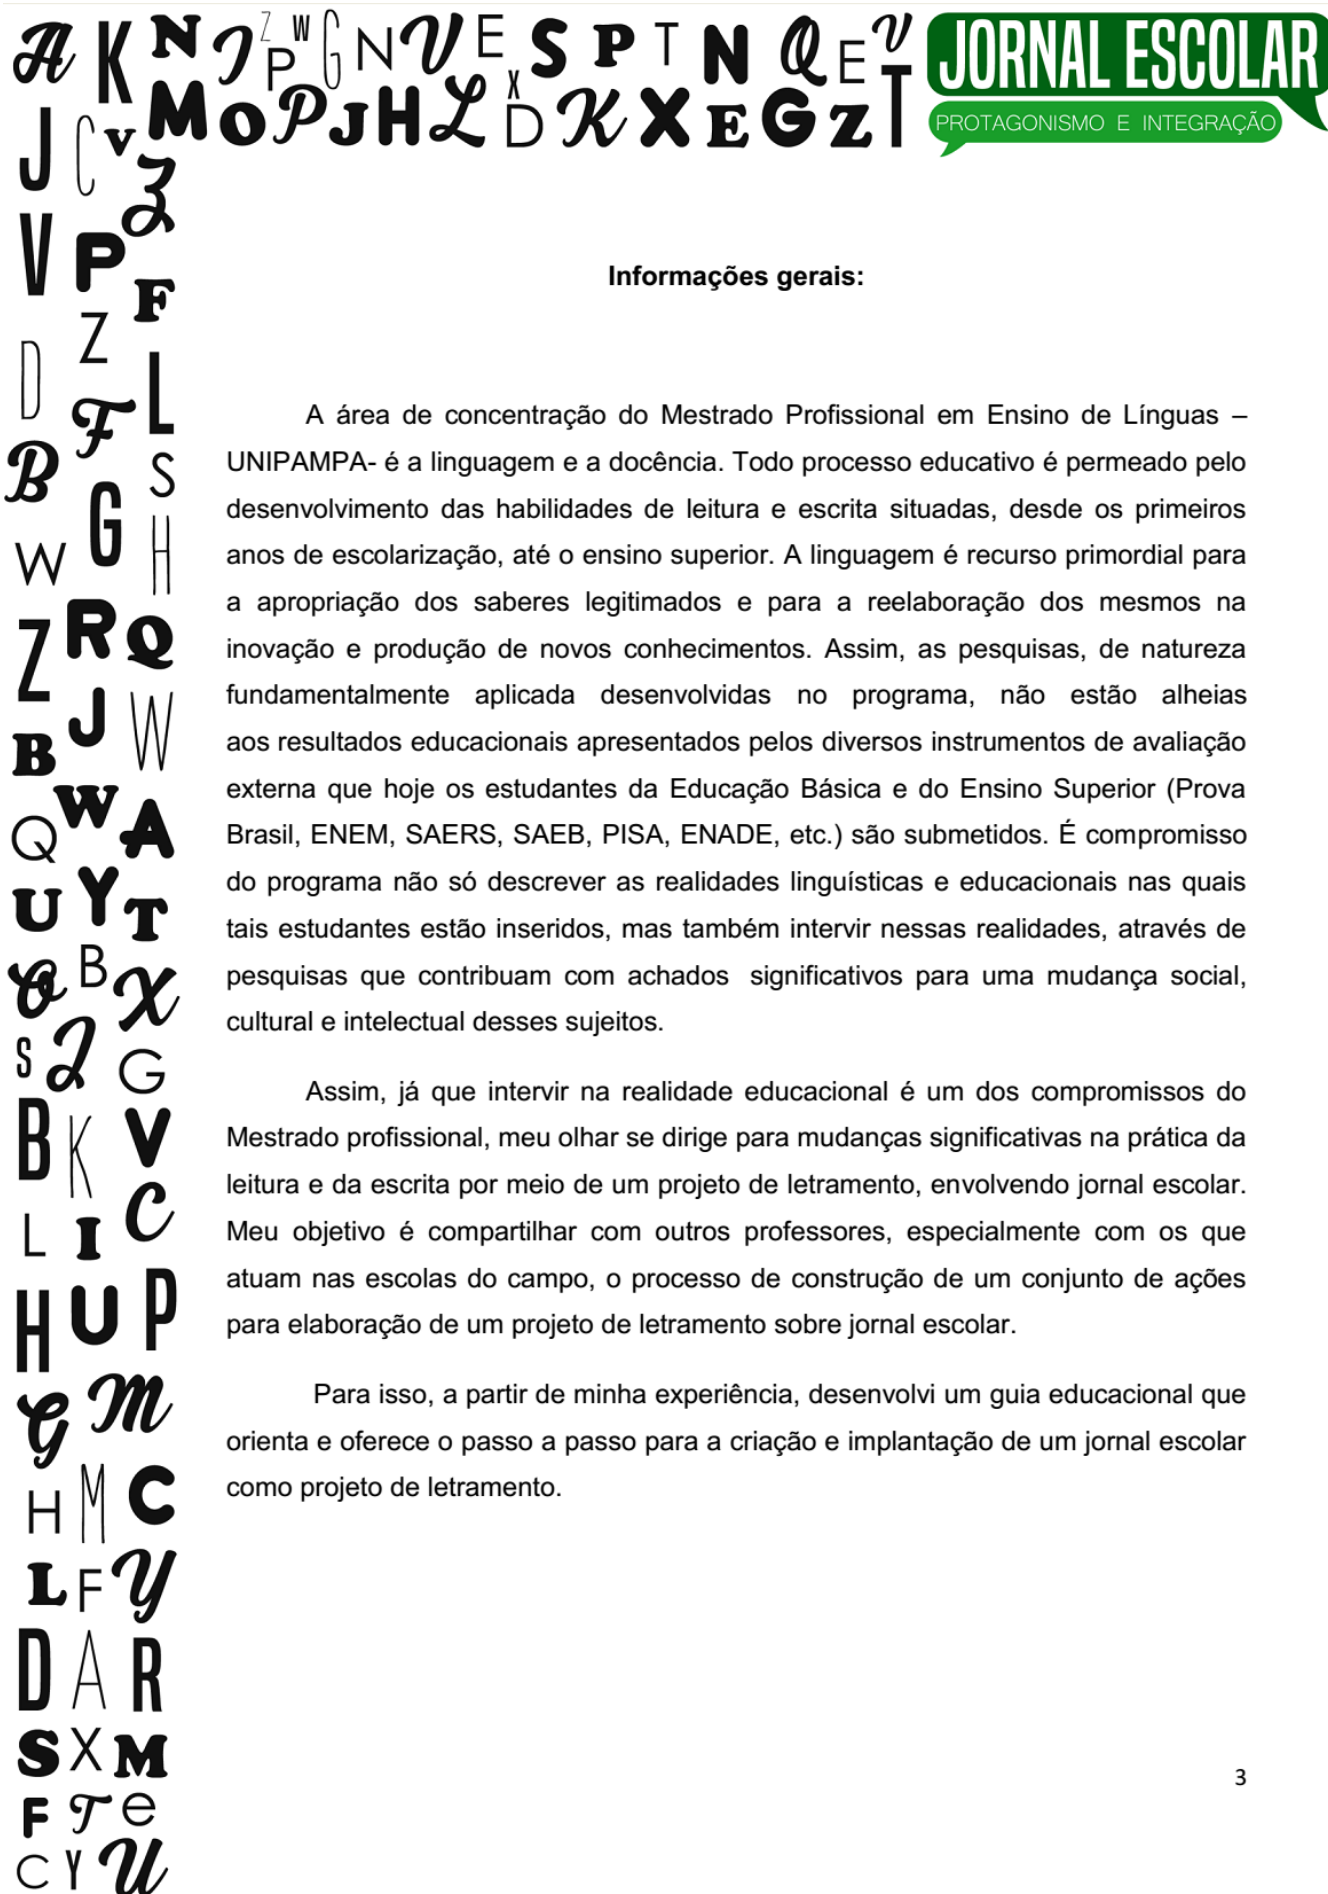 JORNAL ESCOLAR
PROTAGONISMO E INTEGRAÇÃO
A K N J Z P W G N V E S P T N Q E V
M O P J H L X D K X E G Z T
J C V Z
V P F
D Z L
B F S
W G H
Z R Q
B J W
Q W A
U Y T
O B X
S Q G
B K V
L I C
H U P
G M
H M C
L F Y
D A R
S X M
F T e
C Y U
Informações gerais:
A área de concentração do Mestrado Profissional em Ensino de Línguas –
UNIPAMPA- é a linguagem e a docência. Todo processo educativo é permeado pelo
desenvolvimento das habilidades de leitura e escrita situadas, desde os primeiros
anos de escolarização, até o ensino superior. A linguagem é recurso primordial para
a apropriação dos saberes legitimados e para a reelaboração dos mesmos na
inovação e produção de novos conhecimentos. Assim, as pesquisas, de natureza
fundamentalmente aplicada desenvolvidas no programa, não estão alheias
aos resultados educacionais apresentados pelos diversos instrumentos de avaliação
externa que hoje os estudantes da Educação Básica e do Ensino Superior (Prova
Brasil, ENEM, SAERS, SAEB, PISA, ENADE, etc.) são submetidos. É compromisso
do programa não só descrever as realidades linguísticas e educacionais nas quais
tais estudantes estão inseridos, mas também intervir nessas realidades, através de
pesquisas que contribuam com achados significativos para uma mudança social,
cultural e intelectual desses sujeitos.
Assim, já que intervir na realidade educacional é um dos compromissos do
Mestrado profissional, meu olhar se dirige para mudanças significativas na prática da
leitura e da escrita por meio de um projeto de letramento, envolvendo jornal escolar.
Meu objetivo é compartilhar com outros professores, especialmente com os que
atuam nas escolas do campo, o processo de construção de um conjunto de ações
para elaboração de um projeto de letramento sobre jornal escolar.
Para isso, a partir de minha experiência, desenvolvi um guia educacional que
orienta e oferece o passo a passo para a criação e implantação de um jornal escolar
como projeto de letramento.
3